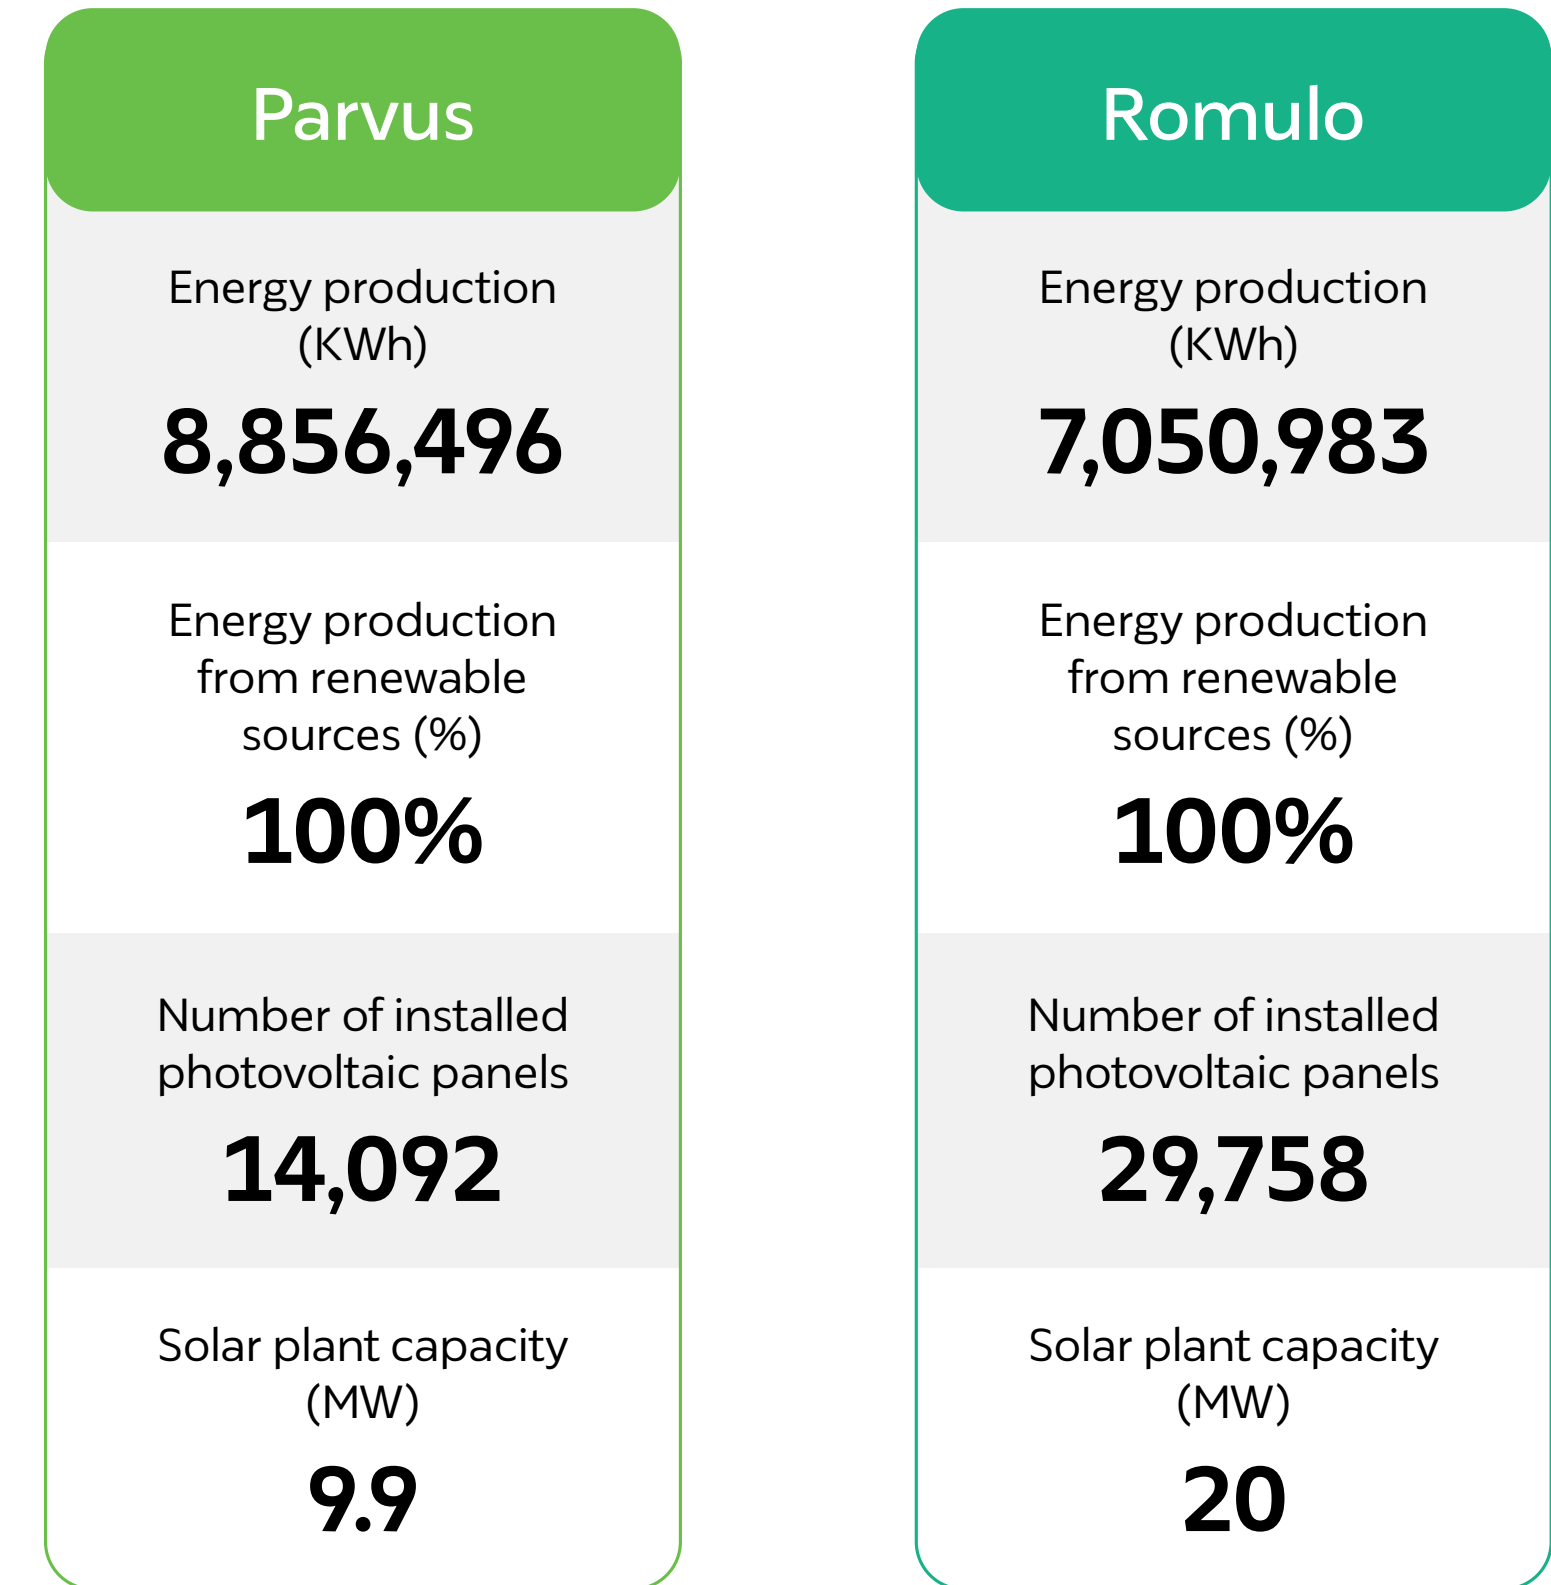 Parvus
Energy production
(KWh)
8,856,496
Energy production
from renewable
sources (%)
100%
Number of installed
photovoltaic panels
14,092
Solar plant capacity
(MW)
9.9
Romulo
Energy production
(KWh)
7,050,983
Energy production
from renewable
sources (%)
100%
Number of installed
photovoltaic panels
29,758
Solar plant capacity
(MW)
20